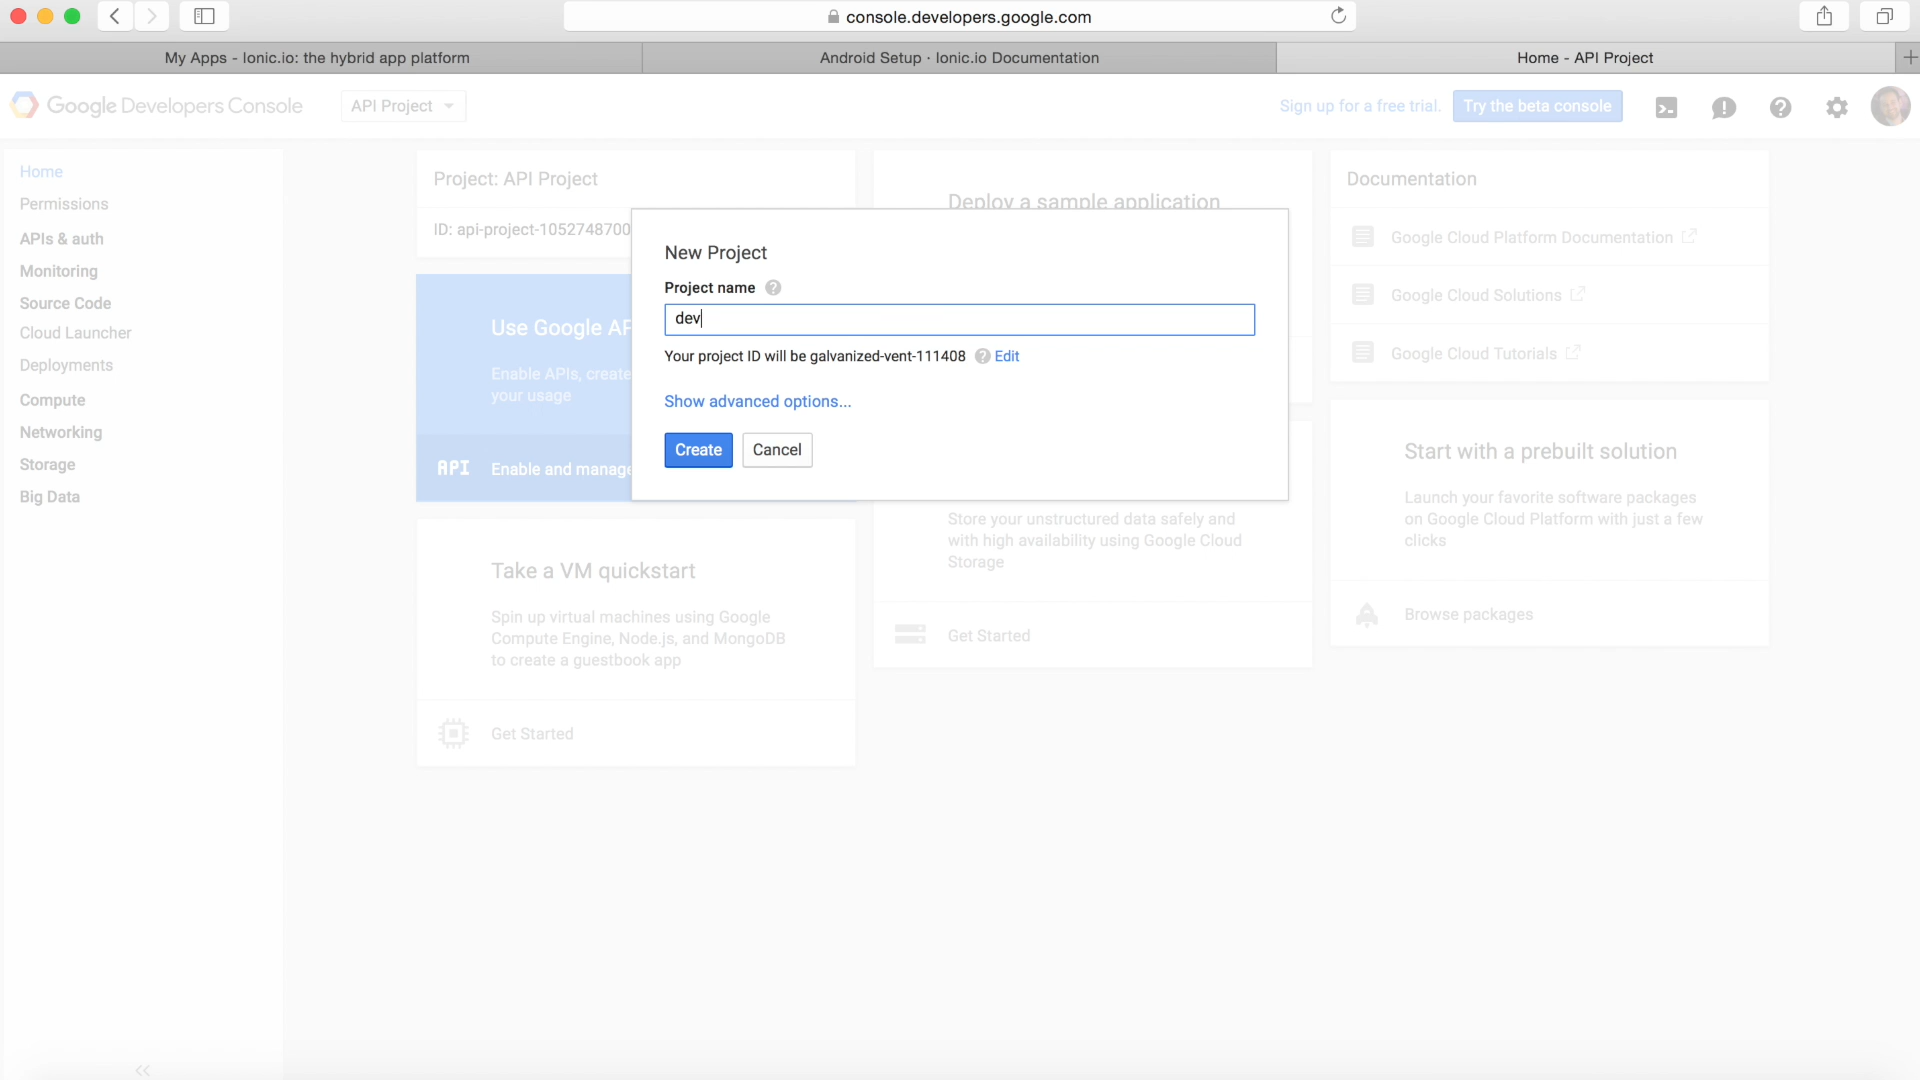 console.developers.google.com
My Apps - Ionic.io: the hybrid app platform
Android Setup · Ionic.io Documentation
Home - API Project
Google Developers Console
API Project
Sign up for a free trial.
Try the beta console
Home
Permissions
APIs & auth
Monitoring
Source Code
Cloud Launcher
Deployments
Compute
Networking
Storage
Big Data
Project: API Project
ID: api-project-1052748700
Use Google AP
Enable APIs, create
your usage
API
Enable and manage
Take a VM quickstart
Spin up virtual machines using Google
Compute Engine, Node.js, and MongoDB
to create a guestbook app
Get Started
Deploy a sample application
New Project
Project name
dev
Your project ID will be galvanized-vent-111408
Edit
Show advanced options...
Create
Cancel
Store your unstructured data safely and
with high availability using Google Cloud
Storage
Get Started
Documentation
Google Cloud Platform Documentation
Google Cloud Solutions
Google Cloud Tutorials
Start with a prebuilt solution
Launch your favorite software packages
on Google Cloud Platform with just a few
clicks
Browse packages